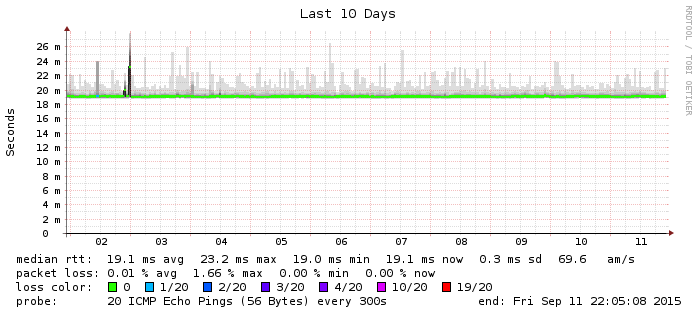 Last 10 Days
RRDTOOL / TOBI OETIKER
Seconds
26 m
24 m
22 m
20 m
18 m
16 m
14 m
12 m
10 m
8 m
6 m
4 m
2 m
0
02 03 04 05 06 07 08 09 10 11
median rtt: 19.1 ms avg 23.2 ms max 19.0 ms min 19.1 ms now 0.3 ms sd 69.6 am/s
packet loss: 0.01 % avg 1.66 % max 0.00 % min 0.00 % now
loss color: 0 1/20 2/20 3/20 4/20 10/20 19/20
probe: 20 ICMP Echo Pings (56 Bytes) every 300s end: Fri Sep 11 22:05:08 2015